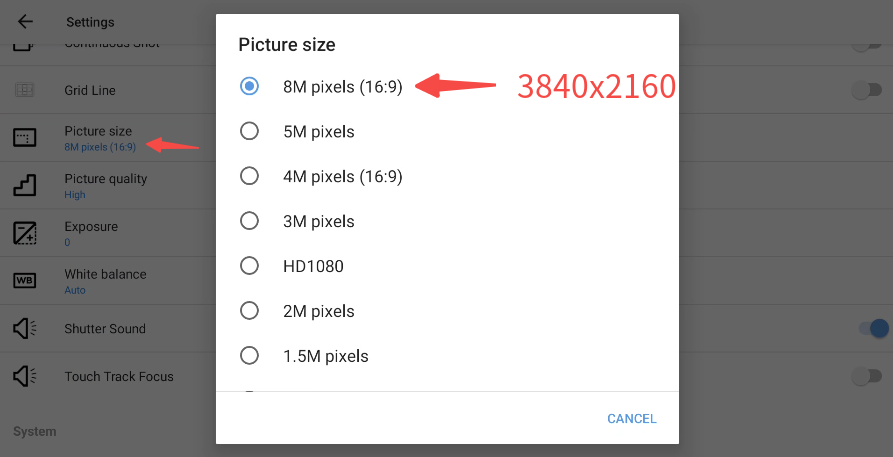 Settings
Continuous Shot
Grid Line
Picture size
8M pixels (16:9)
Picture quality
High
Exposure
0
White balance
Auto
WB
Shutter Sound
Touch Track Focus
System
Picture size
8M pixels (16:9)
3840x2160
5M pixels
4M pixels (16:9)
3M pixels
HD1080
2M pixels
1.5M pixels
CANCEL